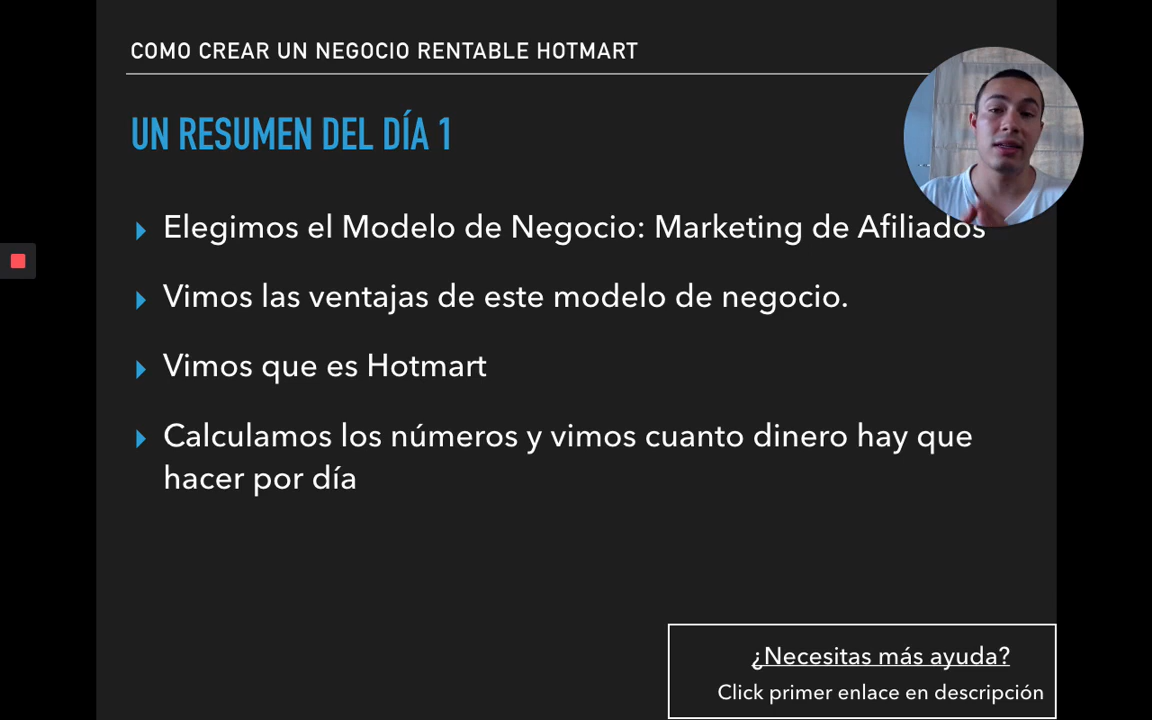 COMO CREAR UN NEGOCIO RENTABLE HOTMART
UN RESUMEN DEL DÍA 1
Elegimos el Modelo de Negocio: Marketing de Afiliados
Vimos las ventajas de este modelo de negocio.
Vimos que es Hotmart
Calculamos los números y vimos cuanto dinero hay que
hacer por día
¿Necesitas más ayuda?
Click primer enlace en descripción